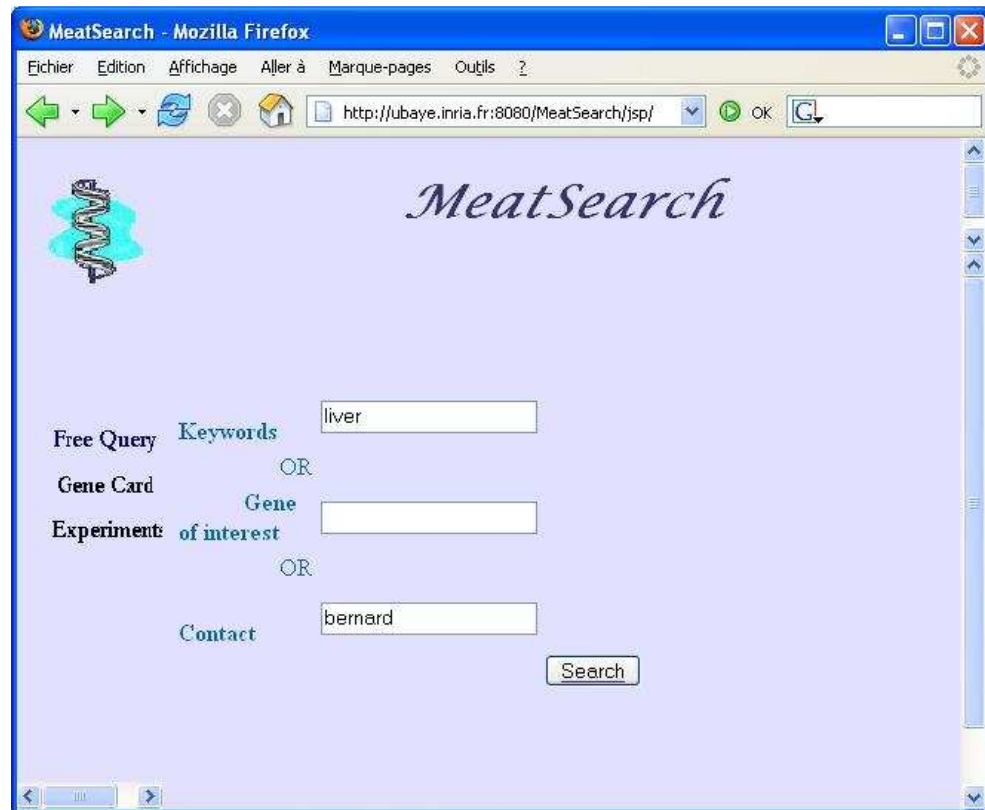 MeatSearch - Mozilla Firefox
Fichier Edition Affichage Aller à Marque-pages Outils ?
http://ubaye.inria.fr:8080/MeatSearch/jsp/ OK G
MeatSearch
Free Query
Gene Card
Experiments
Keywords liver
OR
Gene
of interest
OR
Contact bernard
Search